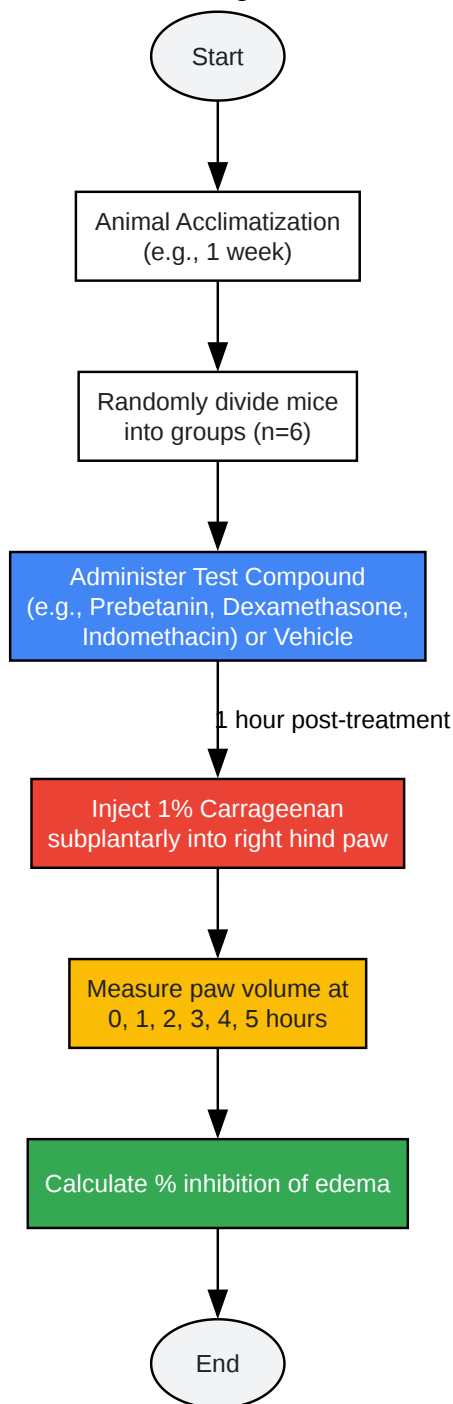 Start
Animal Acclimatization
(e.g., 1 week)
Randomly divide mice
into groups (n=6)
Administer Test Compound
(e.g., Prebetanin, Dexamethasone,
Indomethacin) or Vehicle
1 hour post-treatment
Inject 1% Carrageenan
subplantarly into right hind paw
Measure paw volume at
0, 1, 2, 3, 4, 5 hours
Calculate % inhibition of edema
End